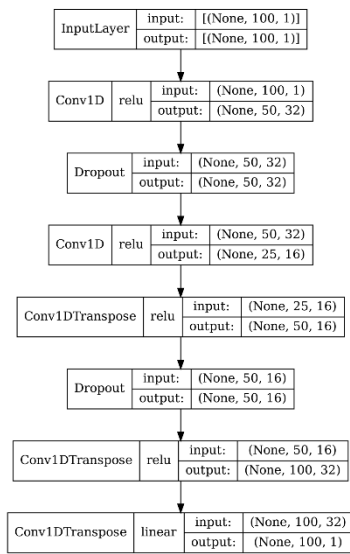 InputLayer input: [(None, 100, 1)]
output: [(None, 100, 1)]
Conv1D relu input: (None, 100, 1)
output: (None, 50, 32)
Dropout input: (None, 50, 32)
output: (None, 50, 32)
Conv1D relu input: (None, 50, 32)
output: (None, 25, 16)
Conv1DTranspose relu input: (None, 25, 16)
output: (None, 50, 16)
Dropout input: (None, 50, 16)
output: (None, 50, 16)
Conv1DTranspose relu input: (None, 50, 16)
output: (None, 100, 32)
Conv1DTranspose linear input: (None, 100, 32)
output: (None, 100, 1)